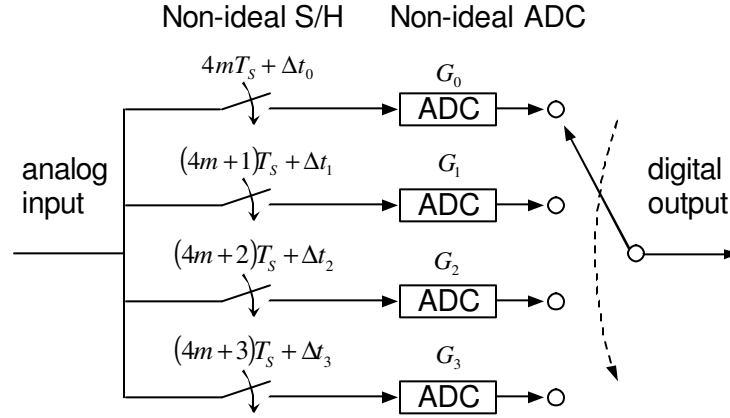 Non-ideal S/H Non-ideal ADC
4mT_S + Δt_0
G_0
ADC
analog
input
(4m+1)T_S + Δt_1
G_1
ADC
digital
output
(4m+2)T_S + Δt_2
G_2
ADC
(4m+3)T_S + Δt_3
G_3
ADC